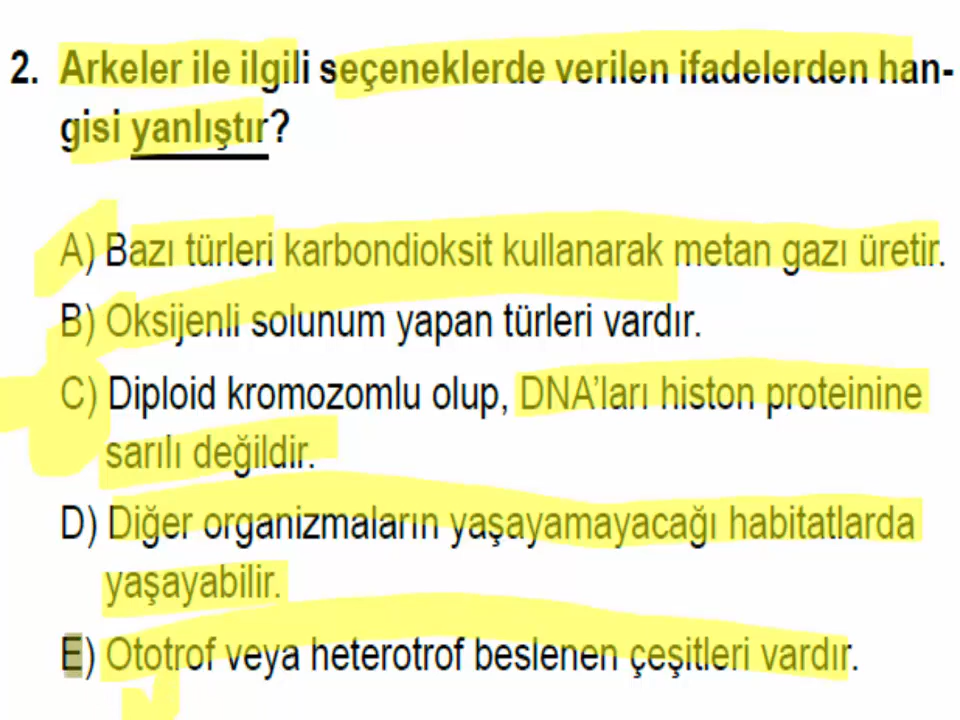 2. Arkeler ile ilgili seçeneklerde verilen ifadelerden han-
gisi yanlıştır?
A) Bazı türleri karbondioksit kullanarak metan gazı üretir.
B) Oksijenli solunum yapan türleri vardır.
C) Diploid kromozomlu olup, DNA’ları histon proteinine
sarılı değildir.
D) Diğer organizmaların yaşayamayacağı habitatlarda
yaşayabilir.
E) Ototrof veya heterotrof beslenen çeşitleri vardır.